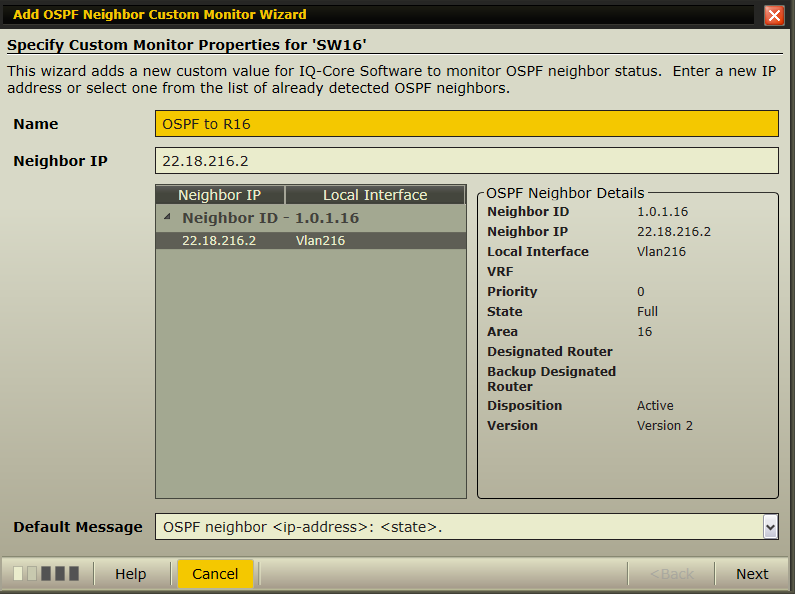 Add OSPF Neighbor Custom Monitor Wizard
Specify Custom Monitor Properties for 'SW16'
This wizard adds a new custom value for IQ-Core Software to monitor OSPF neighbor status.  Enter a new IP
address or select one from the list of already detected OSPF neighbors.
Name OSPF to R16
Neighbor IP 22.18.216.2
Neighbor IP Local Interface
Neighbor ID - 1.0.1.16
22.18.216.2 Vlan216
OSPF Neighbor Details
Neighbor ID 1.0.1.16
Neighbor IP 22.18.216.2
Local Interface Vlan216
VRF
Priority 0
State Full
Area 16
Designated Router
Backup Designated
Router
Disposition Active
Version Version 2
Default Message OSPF neighbor <ip-address>: <state>.
Help Cancel <Back Next